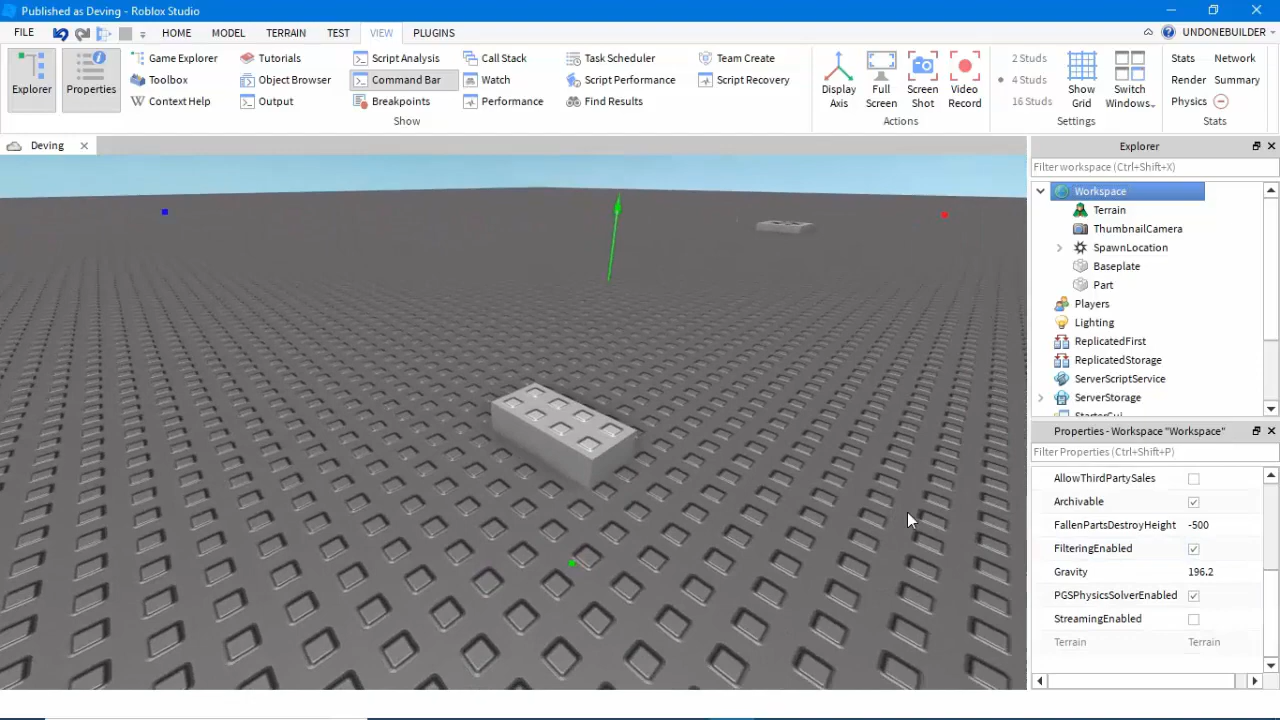 Published as Deving - Roblox Studio
FILE HOME MODEL TERRAIN TEST VIEW PLUGINS UNDONEBUILDER
Explorer
Properties
Game Explorer
Toolbox
Context Help
Tutorials
Object Browser
Output
Script Analysis
Command Bar
Breakpoints
Call Stack
Watch
Performance
Task Scheduler
Script Performance
Find Results
Team Create
Script Recovery
Show
Display Axis
Full Screen
Screen Shot
Video Record
Actions
2 Studs
4 Studs
16 Studs
Show Grid
Switch Windows...
Settings
Stats Network
Render Summary
Physics
Stats
Deving
Explorer
Filter workspace (Ctrl+Shift+X)
Workspace
Terrain
ThumbnailCamera
SpawnLocation
Baseplate
Part
Players
Lighting
ReplicatedFirst
ReplicatedStorage
ServerScriptService
ServerStorage
StarterGui
Properties - Workspace "Workspace"
Filter Properties (Ctrl+Shift+P)
AllowThirdPartySales
Archivable
FallenPartsDestroyHeight -500
FilteringEnabled
Gravity 196.2
PGSPhysicsSolverEnabled
StreamingEnabled
Terrain Terrain